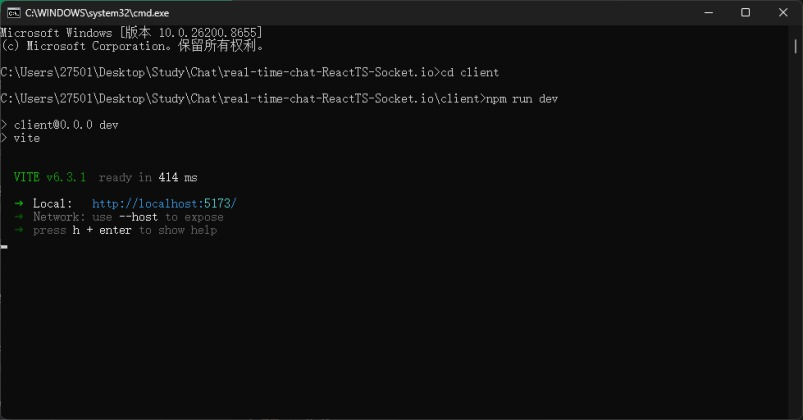 C:\WINDOWS\system32\cmd.exe
Microsoft Windows [版本 10.0.26200.8655]
(c) Microsoft Corporation。保留所有权利。
C:\Users\27501\Desktop\Study\Chat\real-time-chat-ReactTS-Socket.io>cd client
C:\Users\27501\Desktop\Study\Chat\real-time-chat-ReactTS-Socket.io\client>npm run dev
> client@0.0.0 dev
> vite
VITE v6.3.1 ready in 414 ms
➜ Local: http://localhost:5173/
➜ Network: use --host to expose
➜ press h + enter to show help